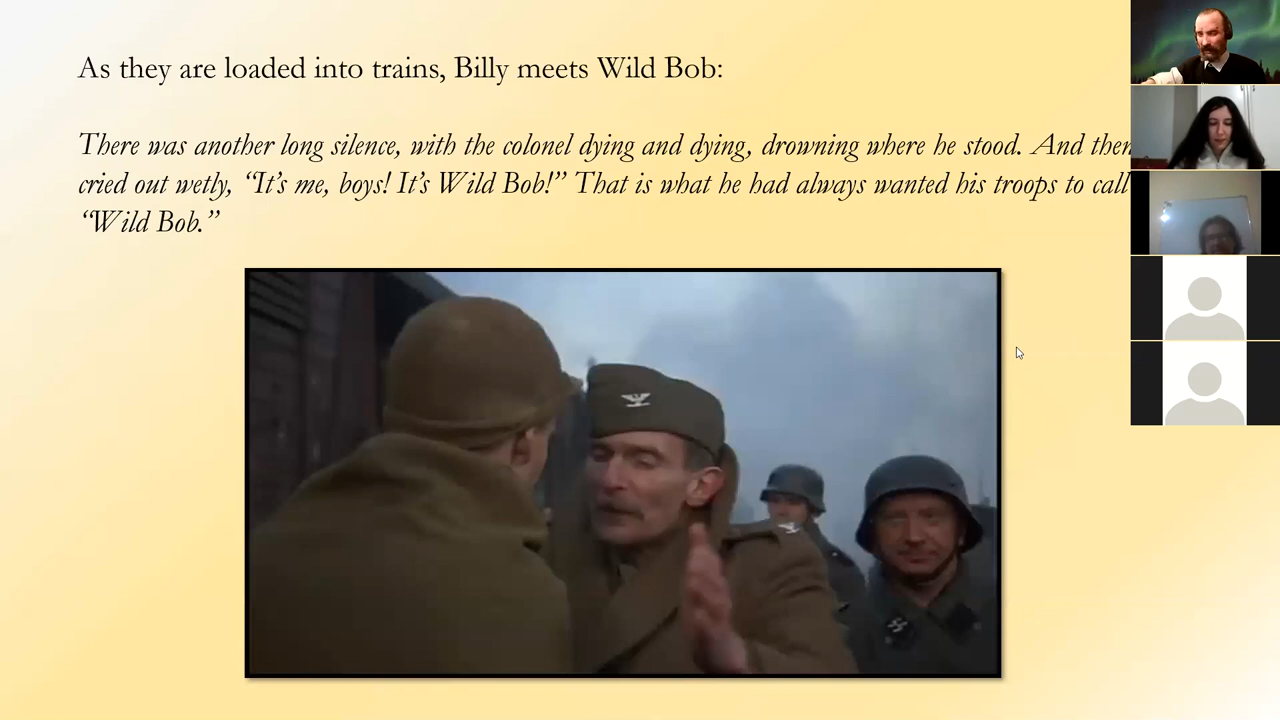 As they are loaded into trains, Billy meets Wild Bob:
There was another long silence, with the colonel dying and dying, drowning where he stood. And then
cried out wetly, “It’s me, boys! It’s Wild Bob!” That is what he had always wanted his troops to call
“Wild Bob.”